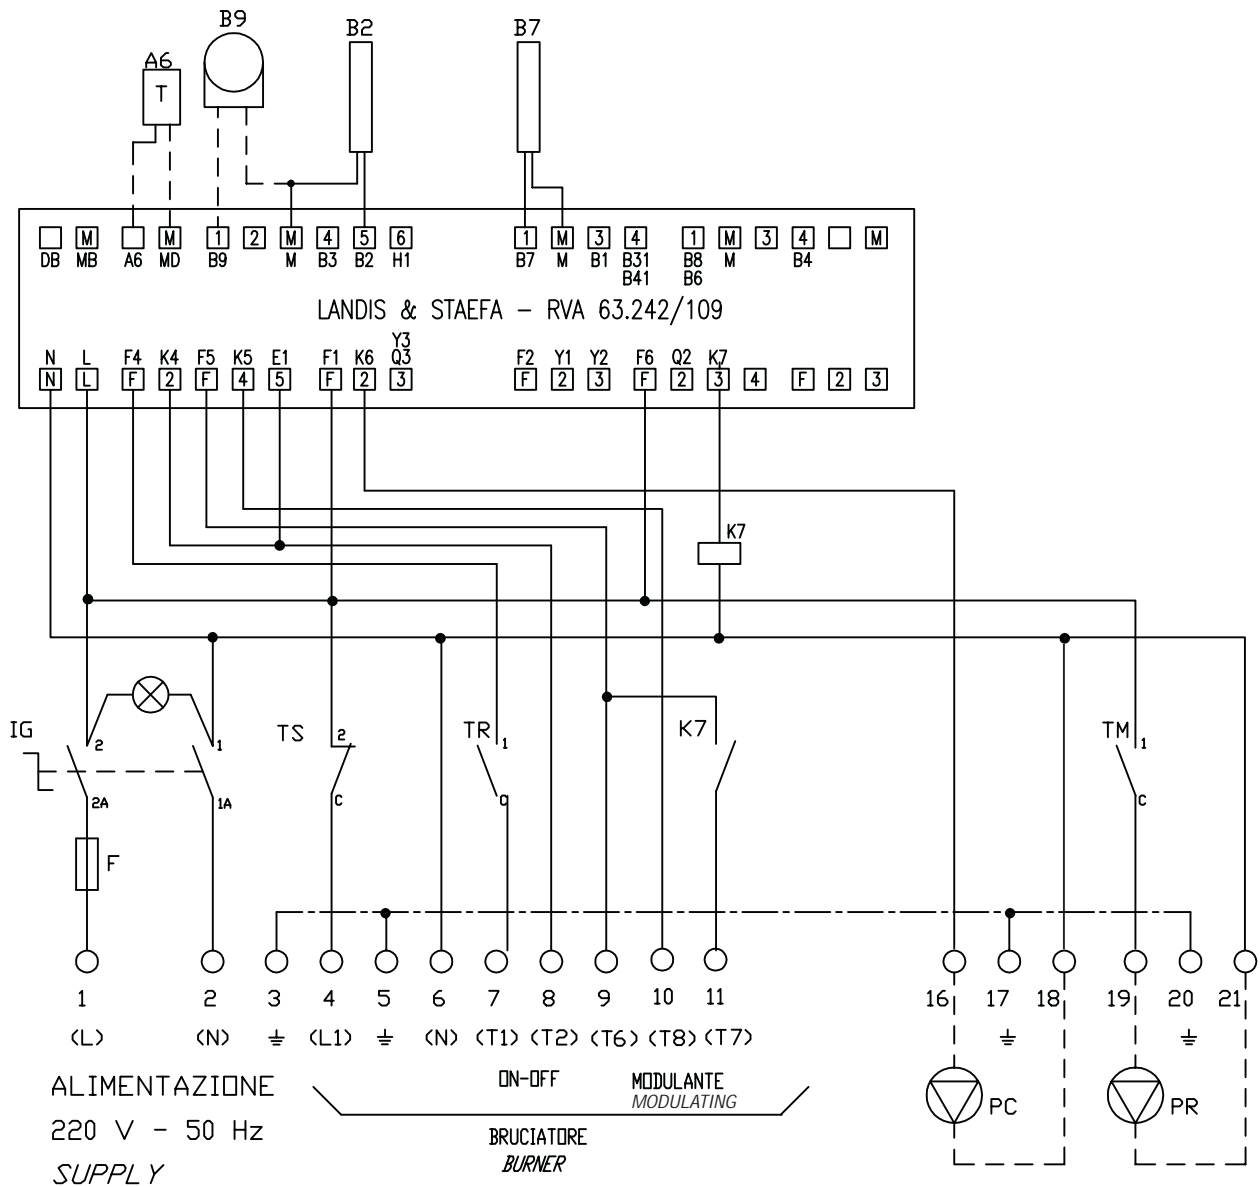 B9
B2
B7
A6
T
M 1 2 M M 4 5 6 1 M 3 4 1 M 3 4 M
DB MB A6 MD B9 M B3 B2 H1 B7 M B1 B31 B8 M B4
B41 B6
LANDIS & STAEFA - RVA 63.242/109
Y3
N L F4 K4 F5 K5 E1 F1 K6 Q3 F2 Y1 Y2 F6 Q2 K7
N L F 2 F 4 5 F 2 3 F 2 3 F 2 3 4 F 2 3
K7
IG 2 1 TS 2 TR 1 K7 TM 1
2A 1A C C C
F
1 2 3 4 5 6 7 8 9 10 11 16 17 18 19 20 21
(L) (N) (L1) (N) (T1) (T2) (T6) (T8) (T7)
ALIMENTAZIONE
220 V - 50 Hz
SUPPLY
ON-OFF
MODULANTE
MODULATING
BRUCIATORE
BURNER
PC
PR